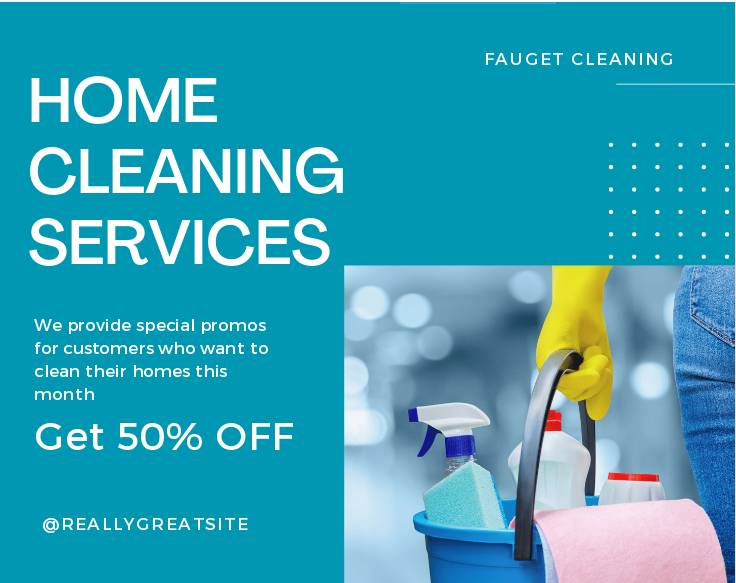 FAUGET CLEANING
HOME
CLEANING
SERVICES
We provide special promos
for customers who want to
clean their homes this
month
Get 50% OFF
@REALLYGREATSITE